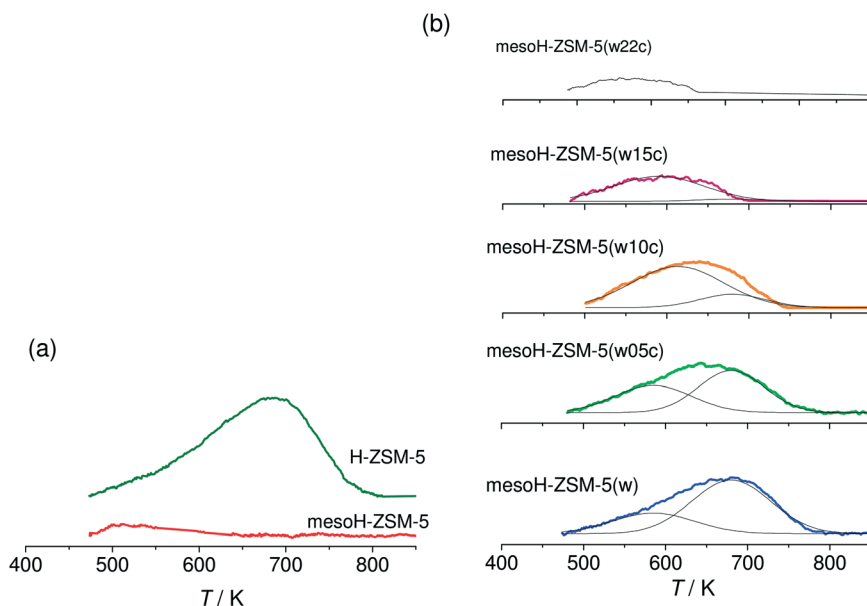 (a)
H-ZSM-5
mesoH-ZSM-5
400 500 600 700 800
T / K
(b)
mesoH-ZSM-5(w22c)
mesoH-ZSM-5(w15c)
mesoH-ZSM-5(w10c)
mesoH-ZSM-5(w05c)
mesoH-ZSM-5(w)
400 500 600 700 800
T / K